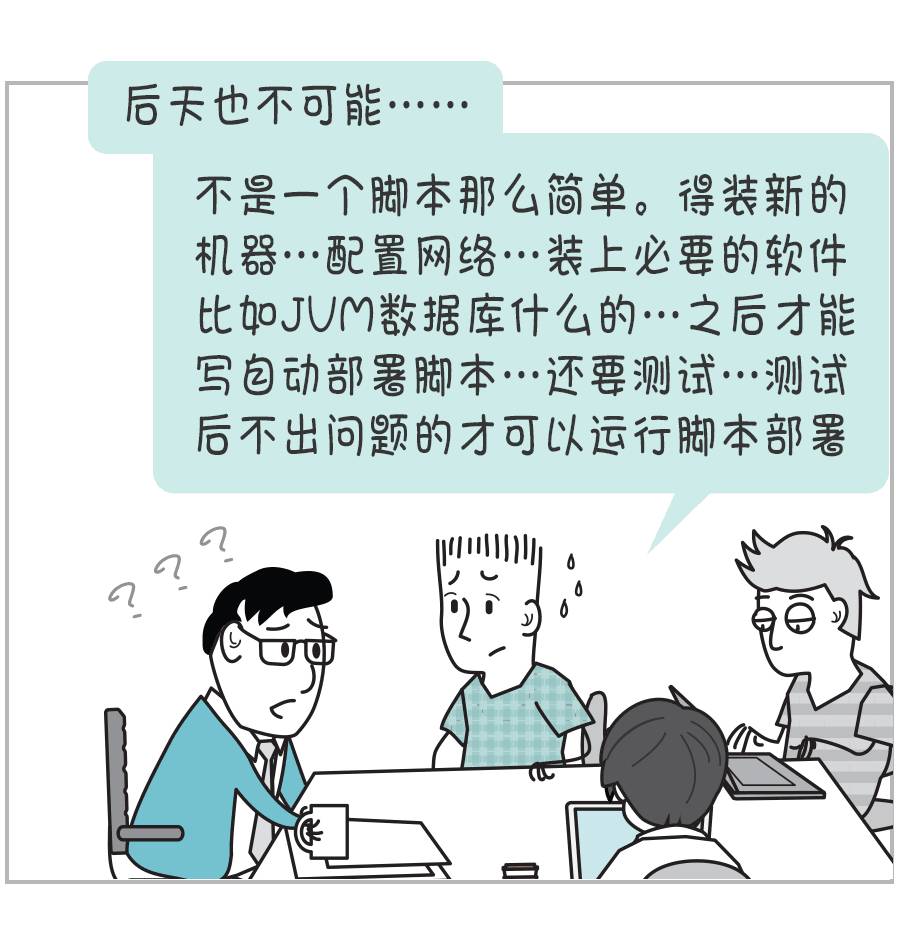 后天也不可能……
不是一个脚本那么简单。得装新的
机器…配置网络…装上必要的软件
比如JVM数据库什么的…之后才能
写自动部署脚本…还要测试…测试
后不出问题的才可以运行脚本部署
? ? ?